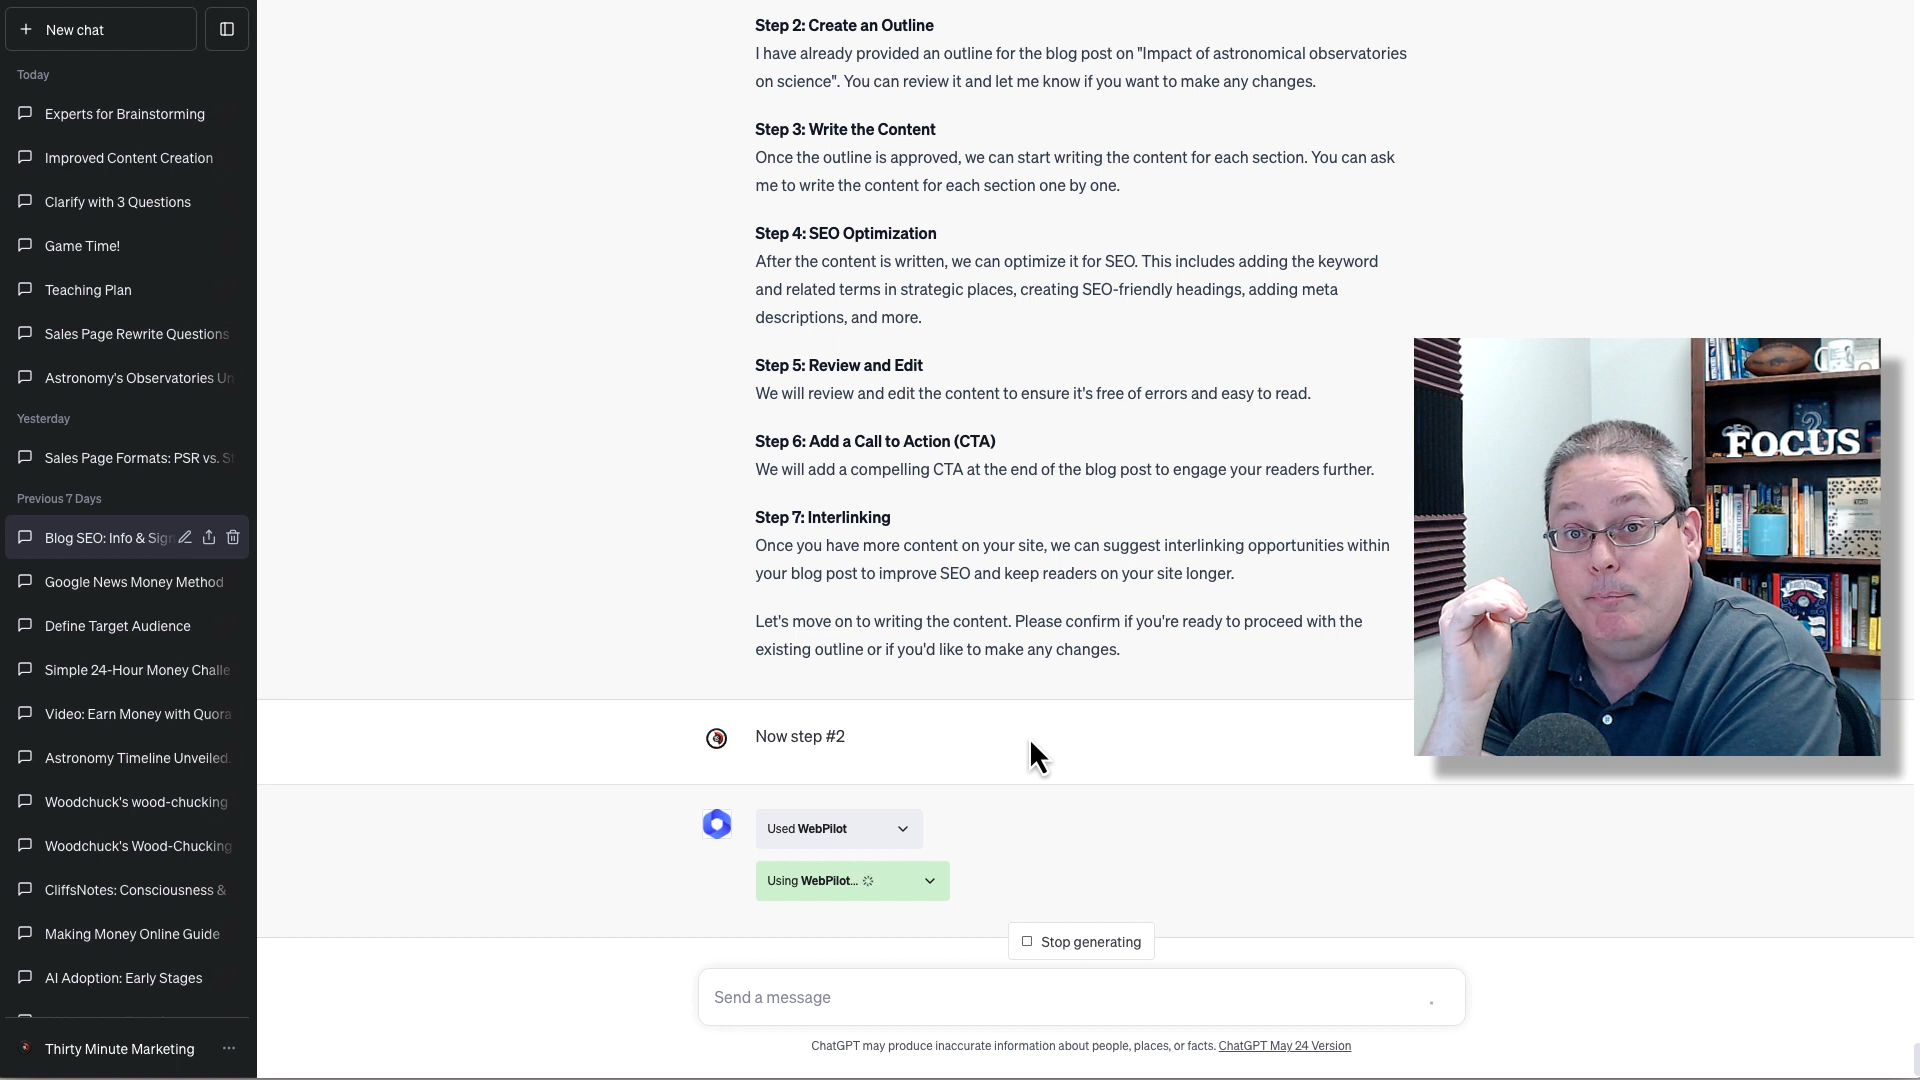 New chat
Today
Experts for Brainstorming
Improved Content Creation
Clarify with 3 Questions
Game Time!
Teaching Plan
Sales Page Rewrite Questions
Astronomy's Observatories Un
Yesterday
Sales Page Formats: PSR vs. St
Previous 7 Days
Blog SEO: Info & Sign
Google News Money Method
Define Target Audience
Simple 24-Hour Money Challe
Video: Earn Money with Quora
Astronomy Timeline Unveiled.
Woodchuck's wood-chucking
Woodchuck's Wood-Chucking
CliffsNotes: Consciousness &
Making Money Online Guide
AI Adoption: Early Stages
Thirty Minute Marketing
Step 2: Create an Outline
I have already provided an outline for the blog post on "Impact of astronomical observatories
on science". You can review it and let me know if you want to make any changes.
Step 3: Write the Content
Once the outline is approved, we can start writing the content for each section. You can ask
me to write the content for each section one by one.
Step 4: SEO Optimization
After the content is written, we can optimize it for SEO. This includes adding the keyword
and related terms in strategic places, creating SEO-friendly headings, adding meta
descriptions, and more.
Step 5: Review and Edit
We will review and edit the content to ensure it's free of errors and easy to read.
Step 6: Add a Call to Action (CTA)
We will add a compelling CTA at the end of the blog post to engage your readers further.
Step 7: Interlinking
Once you have more content on your site, we can suggest interlinking opportunities within
your blog post to improve SEO and keep readers on your site longer.
Let's move on to writing the content. Please confirm if you're ready to proceed with the
existing outline or if you'd like to make any changes.
Now step #2
Used WebPilot
Using WebPilot...
Stop generating
Send a message
ChatGPT may produce inaccurate information about people, places, or facts. ChatGPT May 24 Version
FOCUS